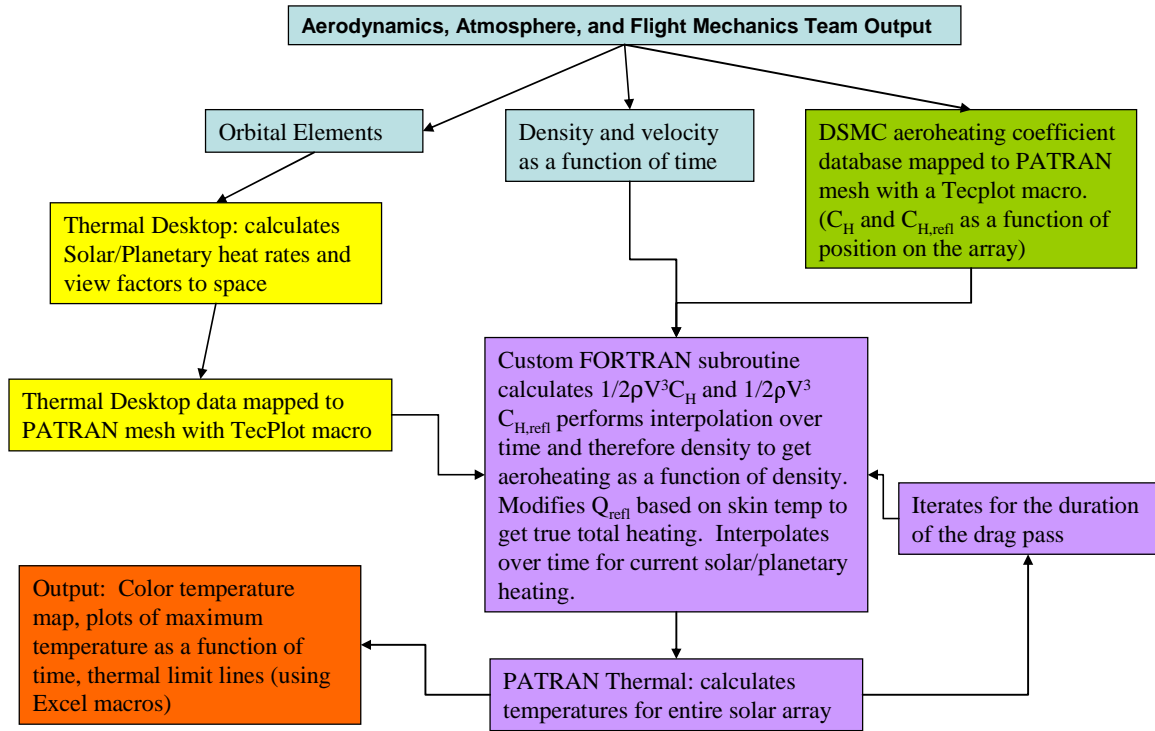 Aerodynamics, Atmosphere, and Flight Mechanics Team Output
Orbital Elements
Density and velocity
as a function of time
DSMC aeroheating coefficient
database mapped to PATRAN
mesh with a Tecplot macro.
(C_H and C_{H,refl} as a function of
position on the array)
Thermal Desktop: calculates
Solar/Planetary heat rates and
view factors to space
Thermal Desktop data mapped to
PATRAN mesh with TecPlot macro
Custom FORTRAN subroutine
calculates 1/2ρV³C_H and 1/2ρV³
C_{H,refl} performs interpolation over
time and therefore density to get
aeroheating as a function of density.
Modifies Q_{refl} based on skin temp to
get true total heating.  Interpolates
over time for current solar/planetary
heating.
Iterates for the duration
of the drag pass
Output:  Color temperature
map, plots of maximum
temperature as a function of
time, thermal limit lines (using
Excel macros)
PATRAN Thermal: calculates
temperatures for entire solar array